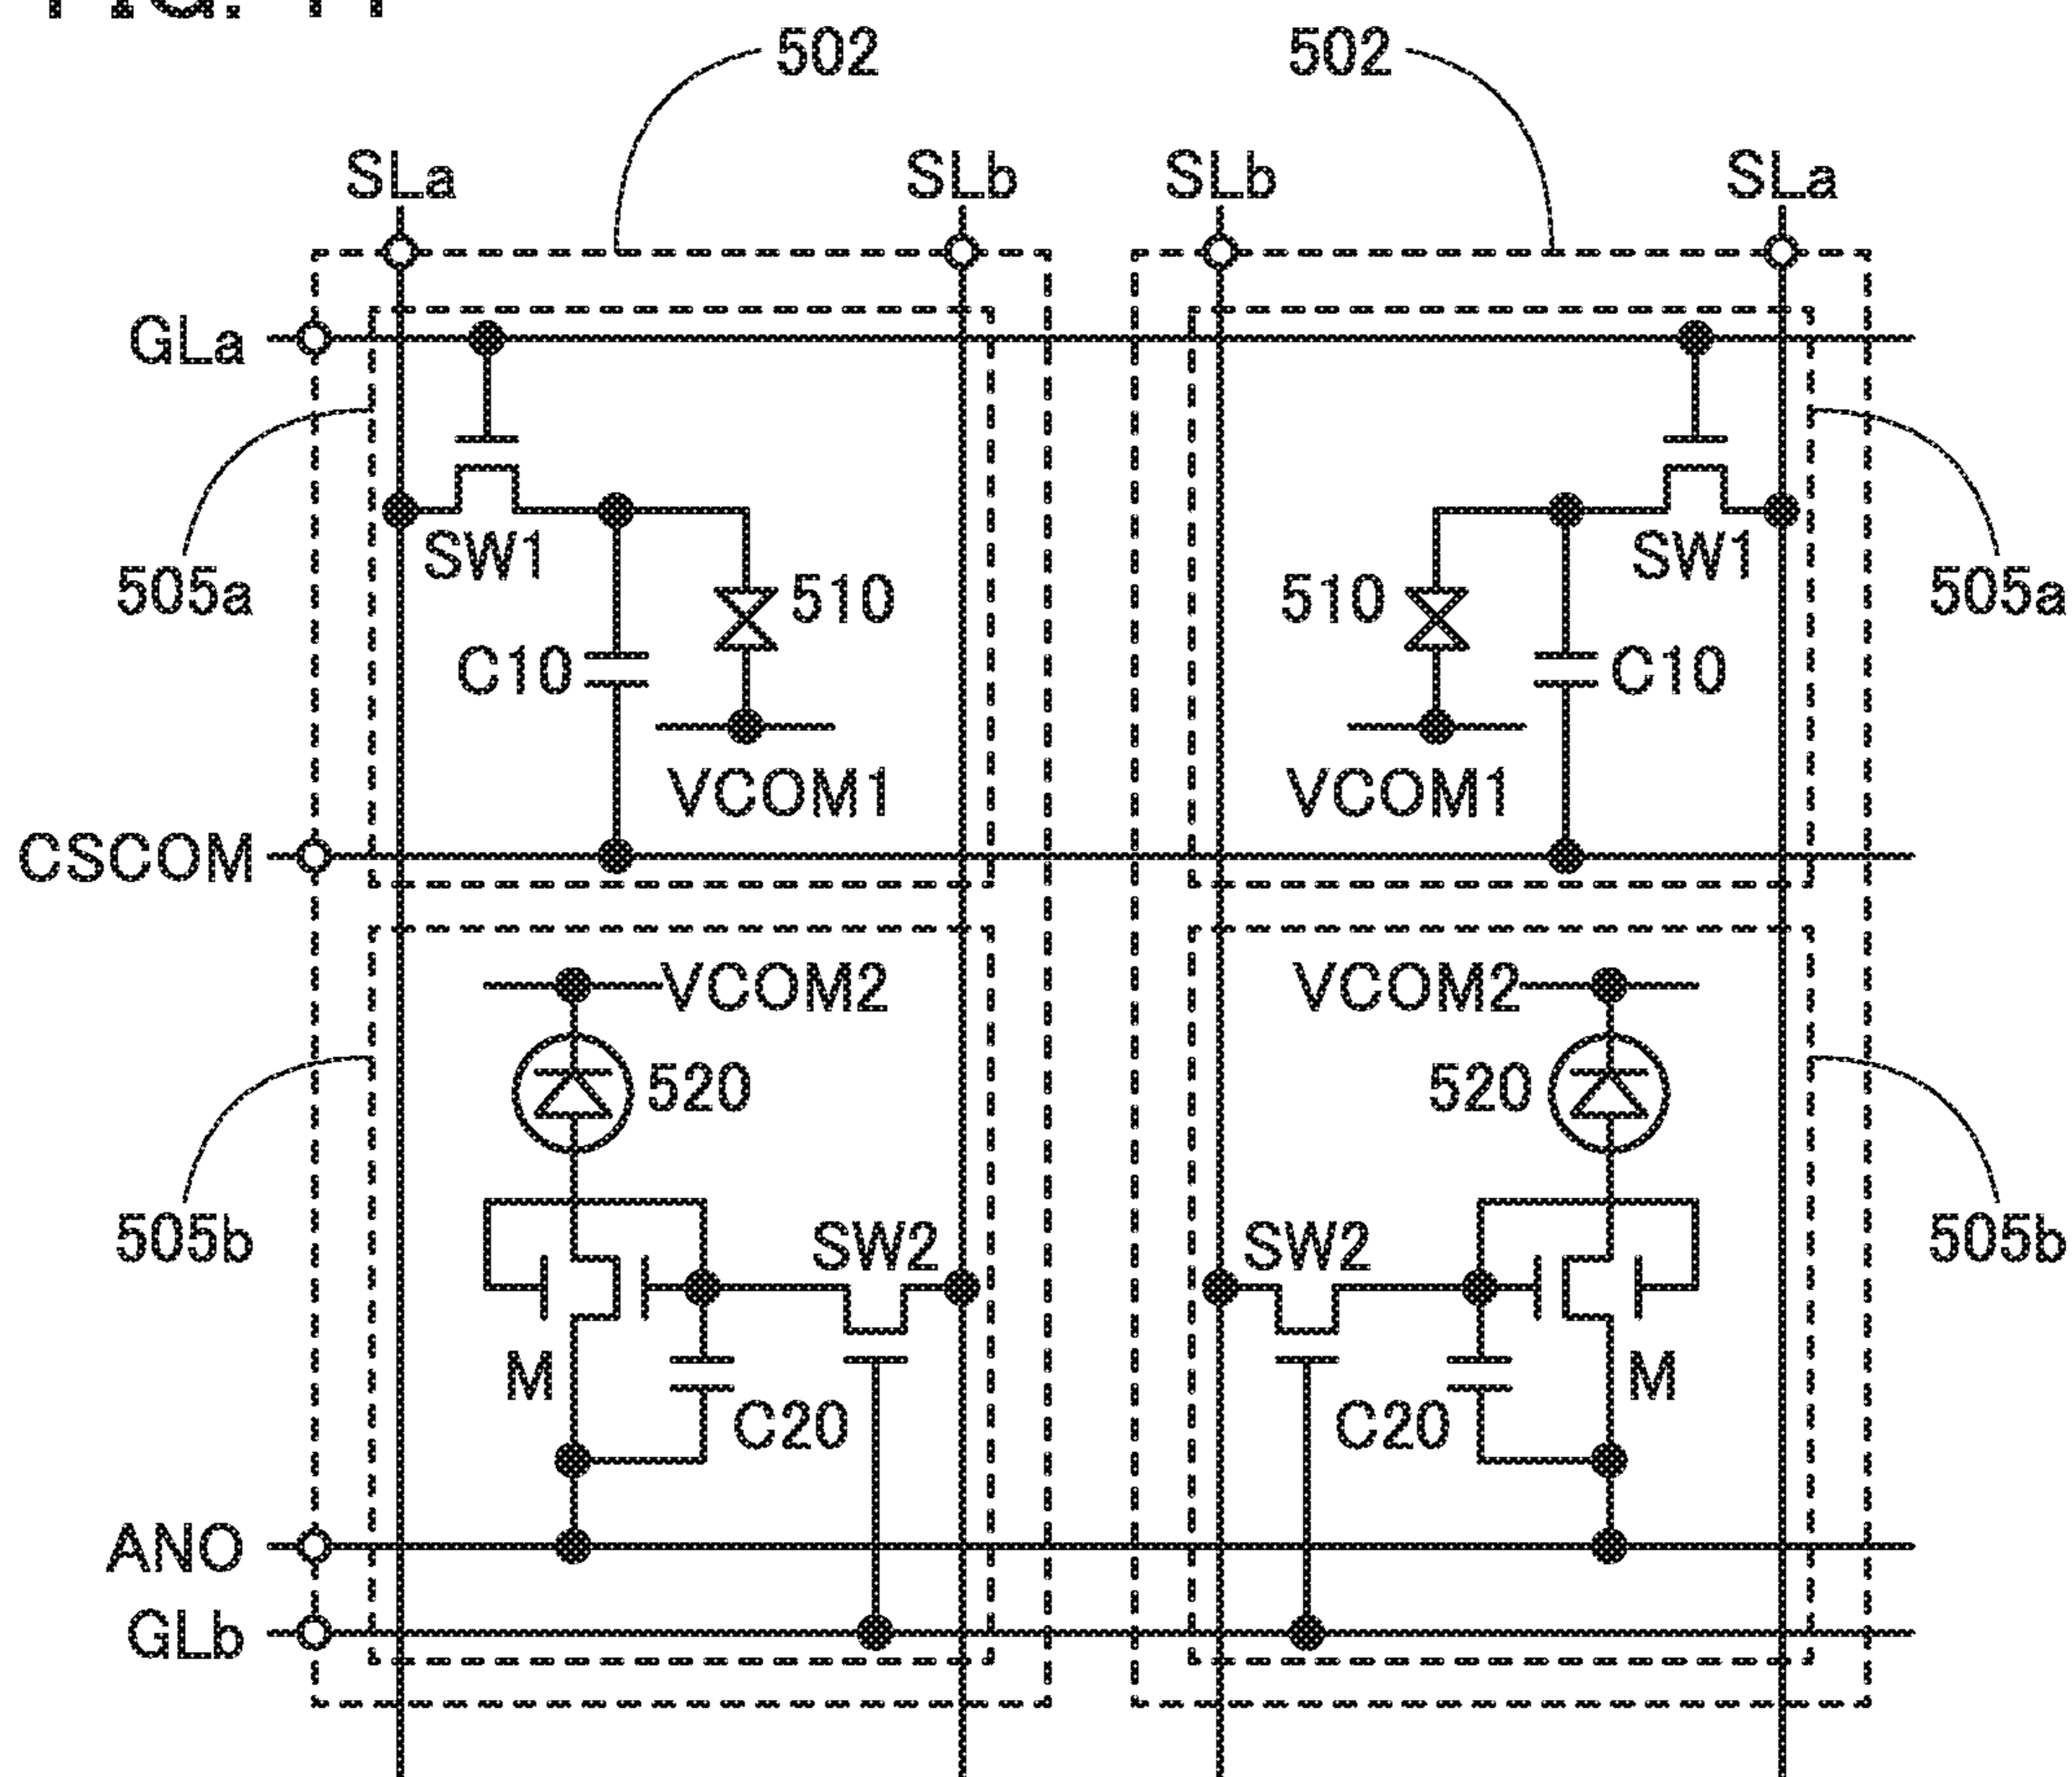 502 502
SLa SLb SLb SLa
GLa
SW1 SW1
505a 510 510 505a
C10 C10
VCOM1 VCOM1
CSCOM
VCOM2 VCOM2
520 520
505b SW2 SW2 505b
M M
C20 C20
ANO
GLb